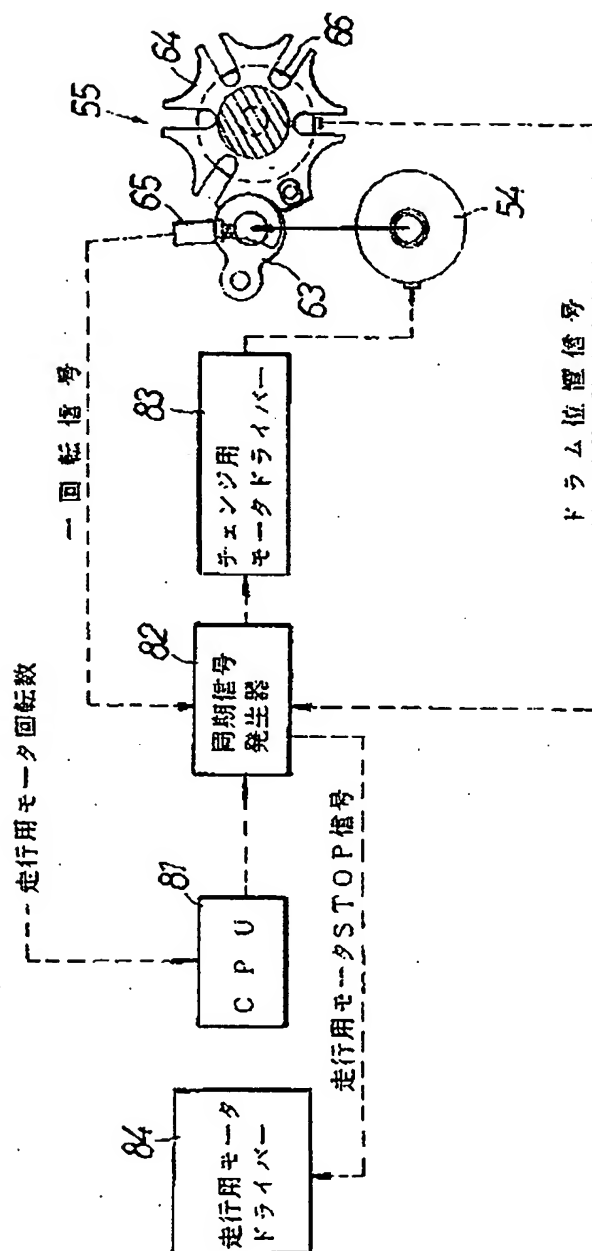 55
64
66
65
63
54
一回転信号
83
チェンジ用
モータドライバー
ドラム位置信号
82
同期信号
発生器
走行用モータ回転数
81
CPU
走行用モータSTOP信号
84
走行用モータ
ドライバー